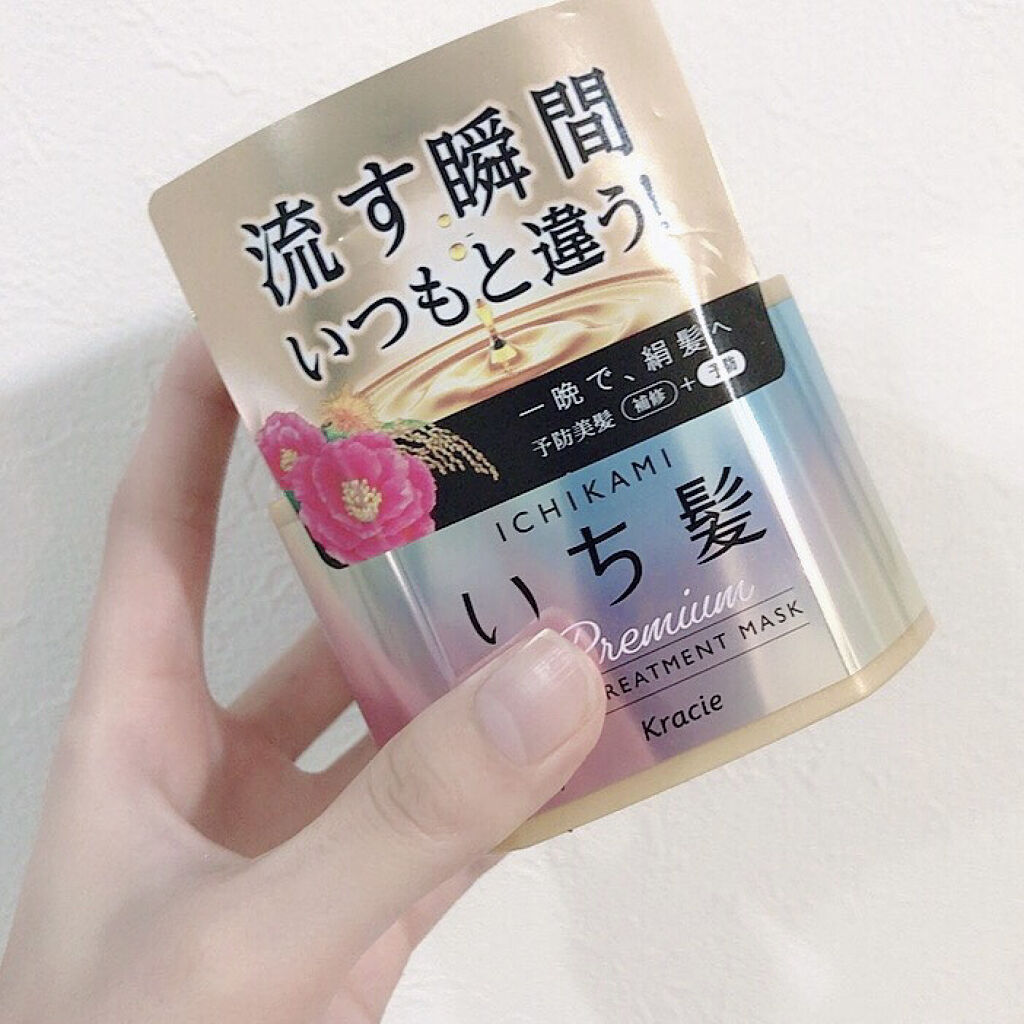 流す瞬間
いつもと違う!
一晩で、絹髪へ
予防美髪 補修+予防
ICHIKAMI
いち髪
Premium
TREATMENT MASK
Kracie